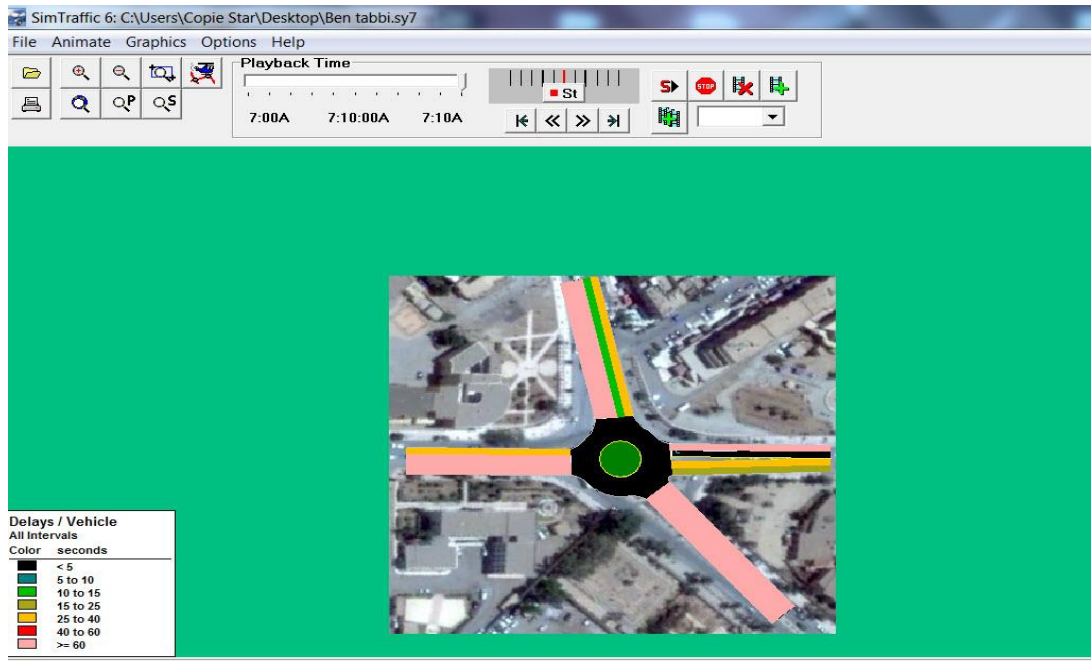 SimTraffic 6: C:\Users\Copie Star\Desktop\Ben tabbi.sy7
File Animate Graphics Options Help
Playback Time
St
S
STOP
P
S
7:00A 7:10:00A 7:10A
Delays / Vehicle
All Intervals
Color seconds
< 5
5 to 10
10 to 15
15 to 25
25 to 40
40 to 60
>= 60